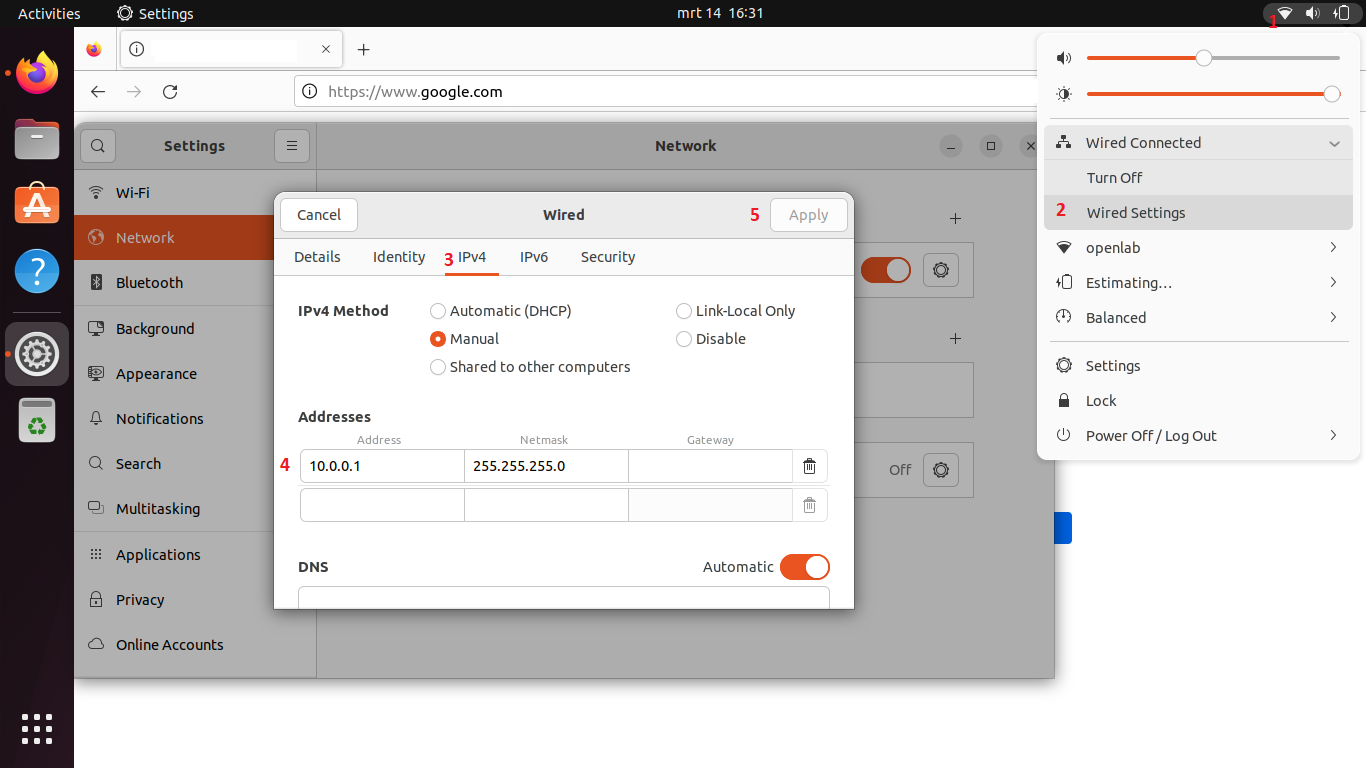 Activities Settings mrt 14 16:31
1
https://www.google.com
Settings
Network
Wi-Fi
Network
Bluetooth
Background
Appearance
Notifications
Search
Multitasking
Applications
Privacy
Online Accounts
Off
Cancel
Wired
5 Apply
Details Identity 3 IPv4 IPv6 Security
IPv4 Method
Automatic (DHCP)
Link-Local Only
Manual
Disable
Shared to other computers
Addresses
Address Netmask Gateway
4 10.0.0.1 255.255.255.0
DNS
Automatic
Wired Connected
Turn Off
2 Wired Settings
openlab
Estimating...
Balanced
Settings
Lock
Power Off / Log Out